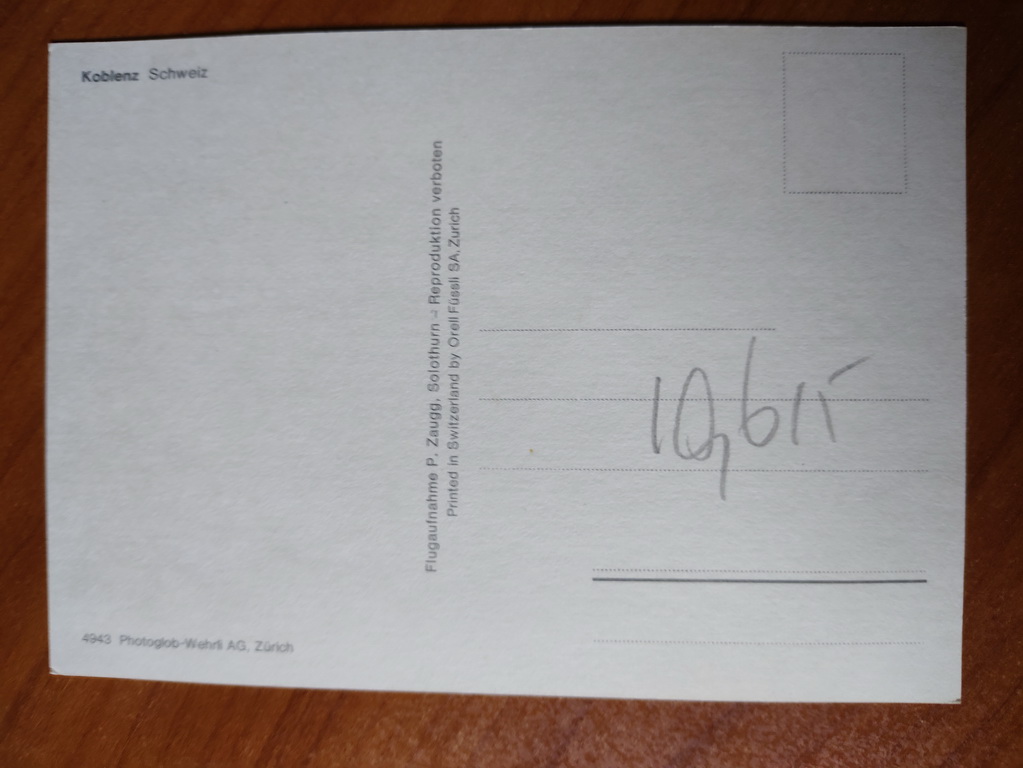 Koblenz Schweiz
Flugaufnahme P. Zaugg, Solothurn – Reproduktion verboten
Printed in Switzerland by Orell Füssli SA, Zurich
4943 Photoglob-Wehrli AG, Zürich